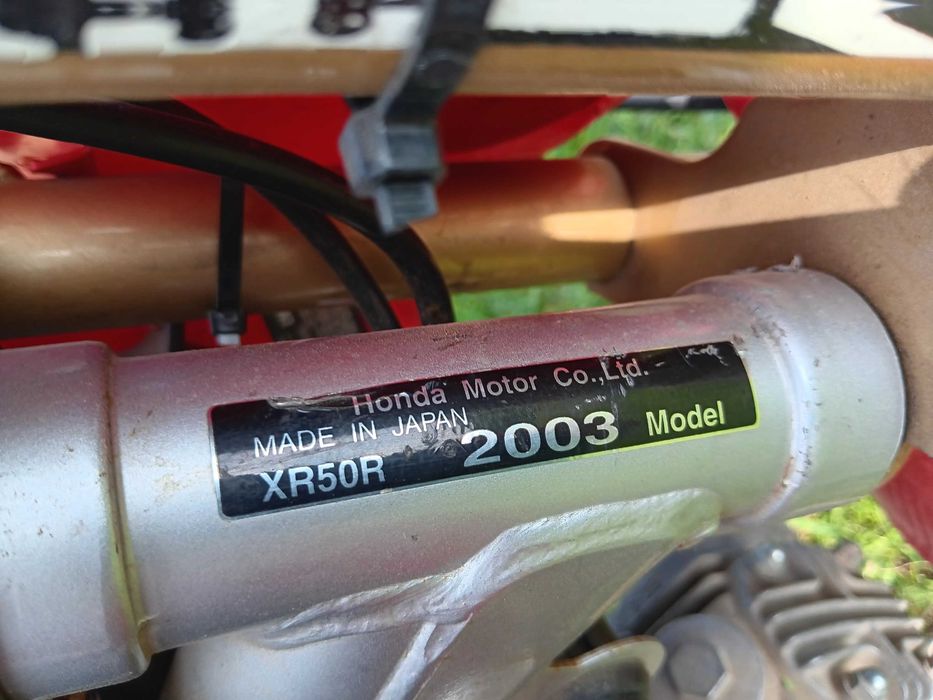 Honda Motor Co.,Ltd.
MADE IN JAPAN
XR50R 2003 Model